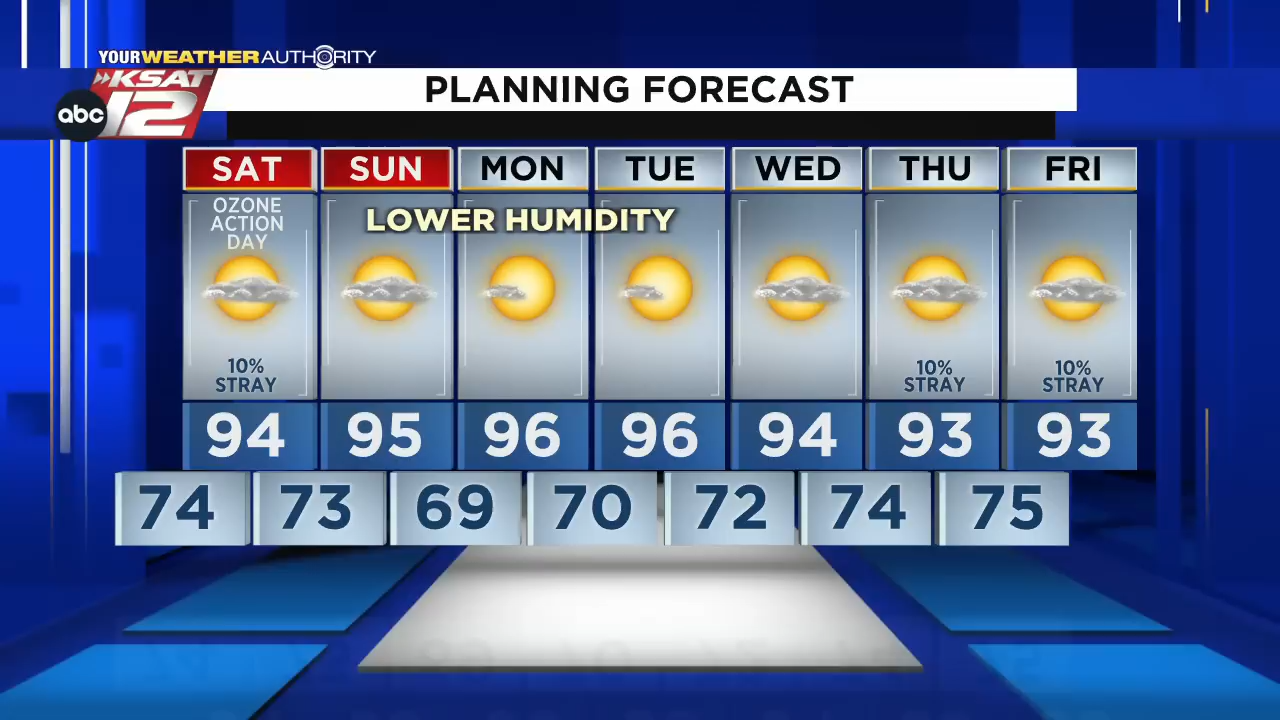 YOURWEATHERAUTHORITY
KSAT
abc 12
PLANNING FORECAST
SAT SUN MON TUE WED THU FRI
OZONE
ACTION
DAY
LOWER HUMIDITY
10% 10% 10%
STRAY STRAY STRAY
94 95 96 96 94 93 93
74 73 69 70 72 74 75